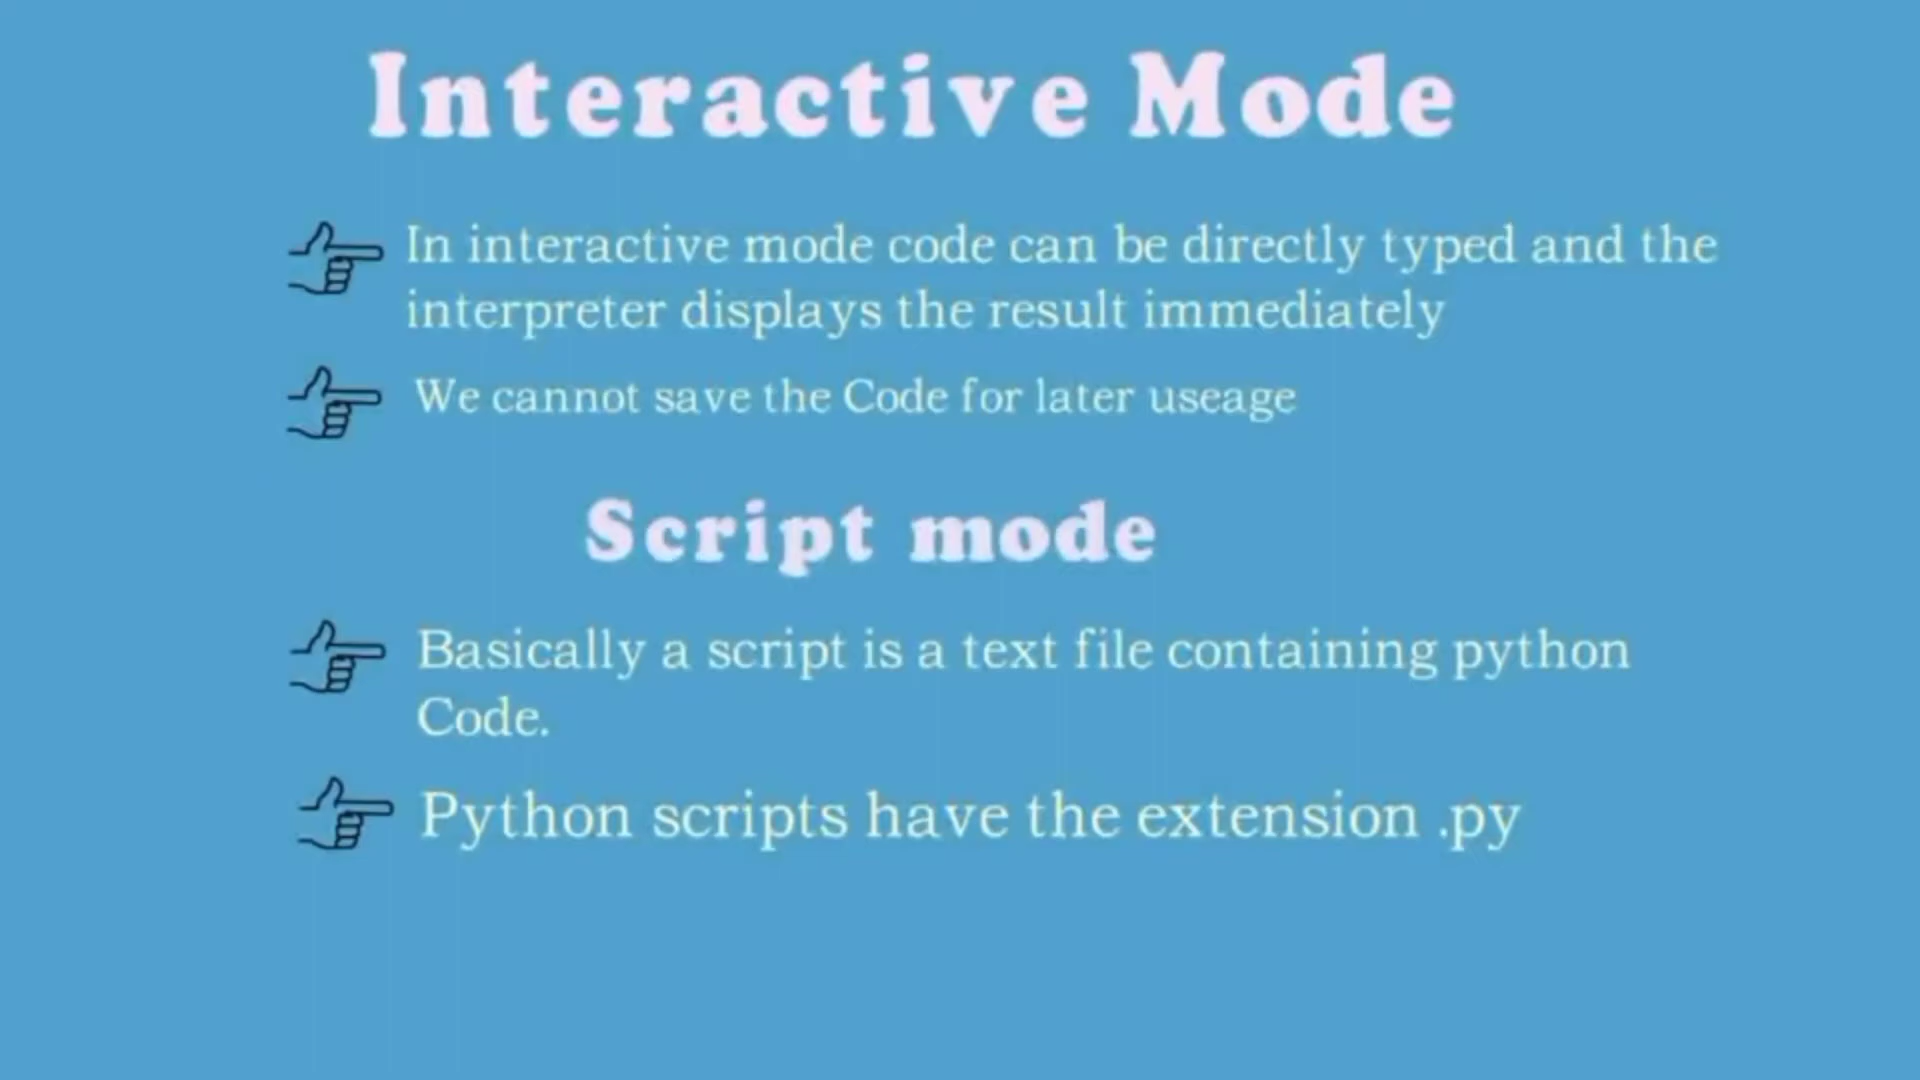 Interactive Mode
In interactive mode code can be directly typed and the
interpreter displays the result immediately
We cannot save the Code for later useage
Script mode
Basically a script is a text file containing python
Code.
Python scripts have the extension .py